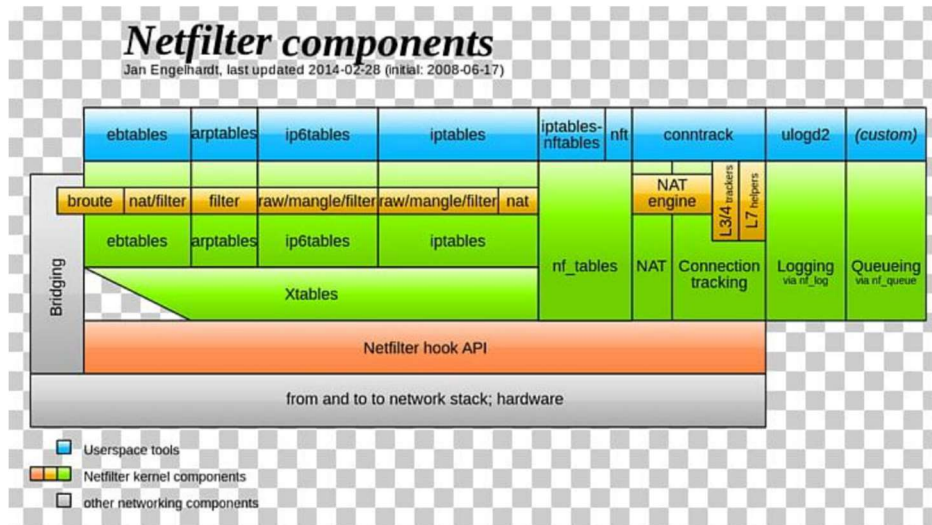 Netfilter components
Jan Engelhardt, last updated 2014-02-28 (initial: 2008-06-17)
ebtables
arptables
ip6tables
iptables
iptables-
nftables
nft
conntrack
ulogd2
(custom)
broute
nat/filter
filter
raw/mangle/filter
raw/mangle/filter
nat
NAT
engine
L3/4 trackers
L7 helpers
ebtables
arptables
ip6tables
iptables
nf_tables
NAT
Connection
tracking
Logging
via nf_log
Queueing
via nf_queue
Bridging
Xtables
Netfilter hook API
from and to to network stack; hardware
Userspace tools
Netfilter kernel components
other networking components